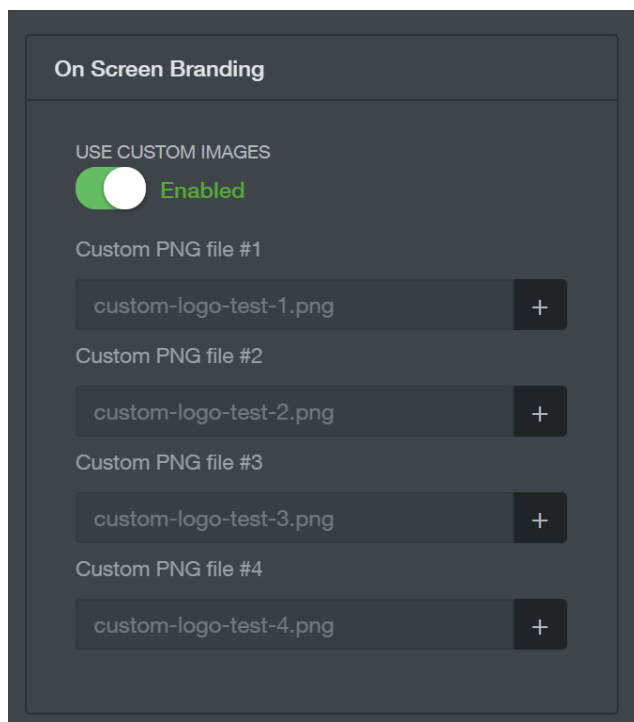 On Screen Branding
USE CUSTOM IMAGES
Enabled
Custom PNG file #1
custom-logo-test-1.png
+
Custom PNG file #2
custom-logo-test-2.png
+
Custom PNG file #3
custom-logo-test-3.png
+
Custom PNG file #4
custom-logo-test-4.png
+